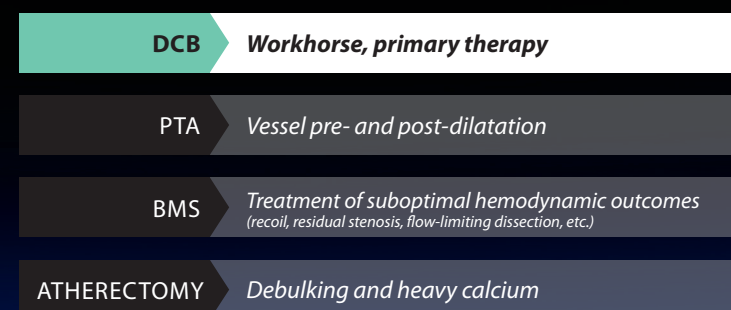 DCB Workhorse, primary therapy
PTA Vessel pre- and post-dilatation
BMS Treatment of suboptimal hemodynamic outcomes
(recoil, residual stenosis, flow-limiting dissection, etc.)
ATHERECTOMY Debulking and heavy calcium